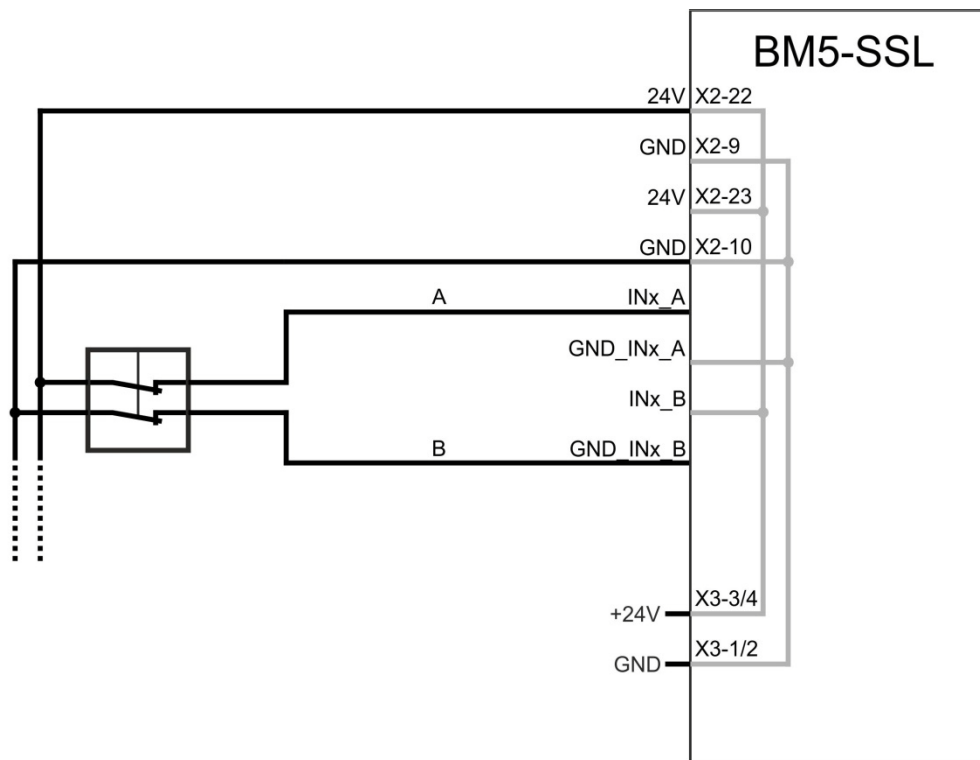 BM5-SSL
24V X2-22
GND X2-9
24V X2-23
GND X2-10
A INx_A
GND_INx_A
INx_B
B GND_INx_B
+24V X3-3/4
GND X3-1/2